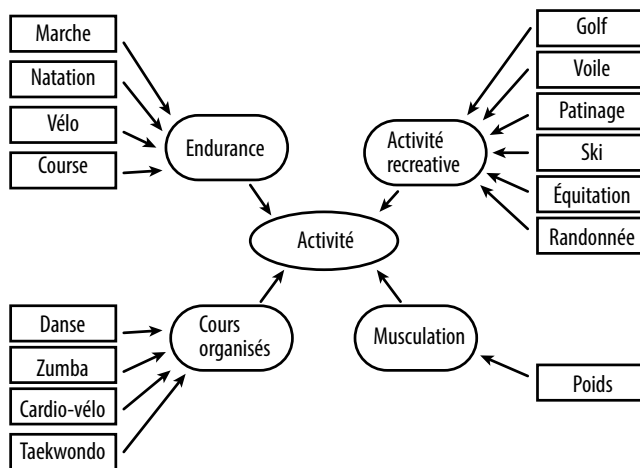 Marche
Natation
Vélo
Course
Endurance
Golf
Voile
Patinage
Ski
Équitation
Randonnée
Activité
recreative
Activité
Danse
Zumba
Cardio-vélo
Taekwondo
Cours
organisés
Musculation
Poids